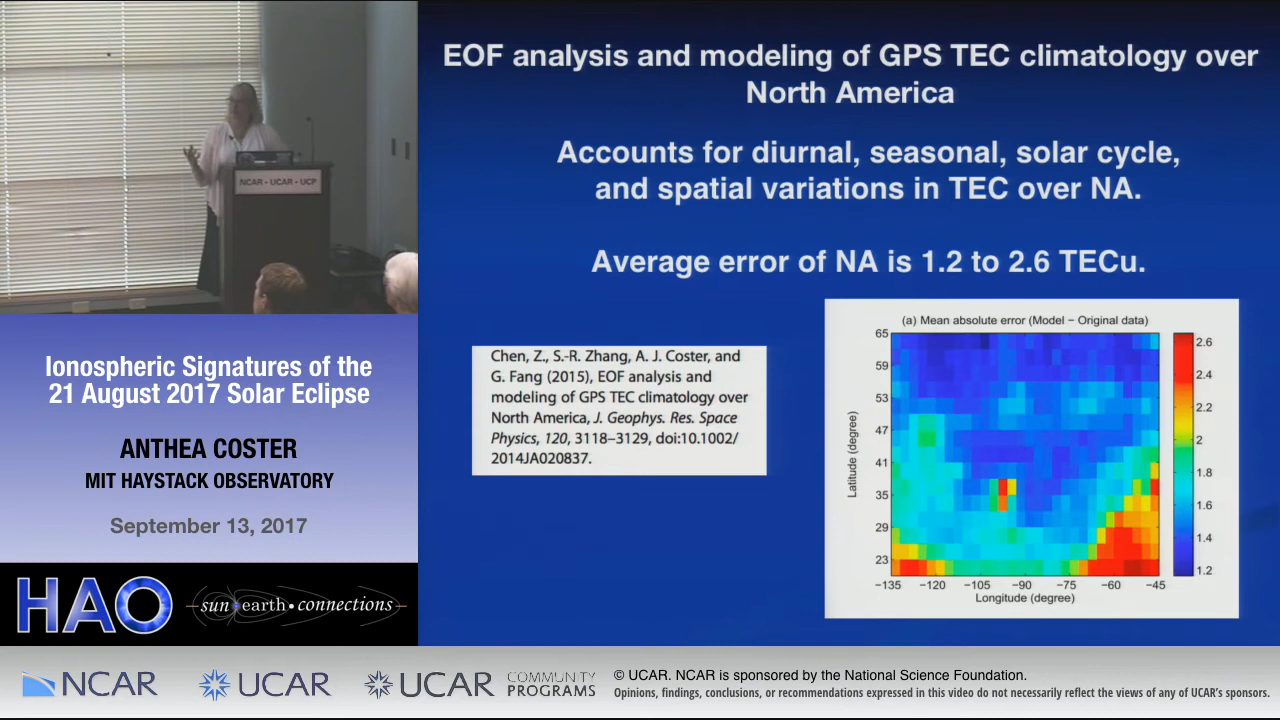 NCAR • UCAR • UCP
Ionospheric Signatures of the
21 August 2017 Solar Eclipse
ANTHEA COSTER
MIT HAYSTACK OBSERVATORY
September 13, 2017
HAO
sun earth • connections
EOF analysis and modeling of GPS TEC climatology over
North America
Accounts for diurnal, seasonal, solar cycle,
and spatial variations in TEC over NA.
Average error of NA is 1.2 to 2.6 TECu.
Chen, Z., S.-R. Zhang, A. J. Coster, and
G. Fang (2015), EOF analysis and
modeling of GPS TEC climatology over
North America, J. Geophys. Res. Space
Physics, 120, 3118–3129, doi:10.1002/
2014JA020837.
(a) Mean absolute error (Model − Original data)
Latitude (degree)
65
59
53
47
41
35
29
23
−135 −120 −105 −90 −75 −60 −45
Longitude (degree)
2.6
2.4
2.2
2
1.8
1.6
1.4
1.2
NCAR
UCAR
UCAR
COMMUNITY
PROGRAMS
© UCAR. NCAR is sponsored by the National Science Foundation.
Opinions, findings, conclusions, or recommendations expressed in this video do not necessarily reflect the views of any of UCAR's sponsors.